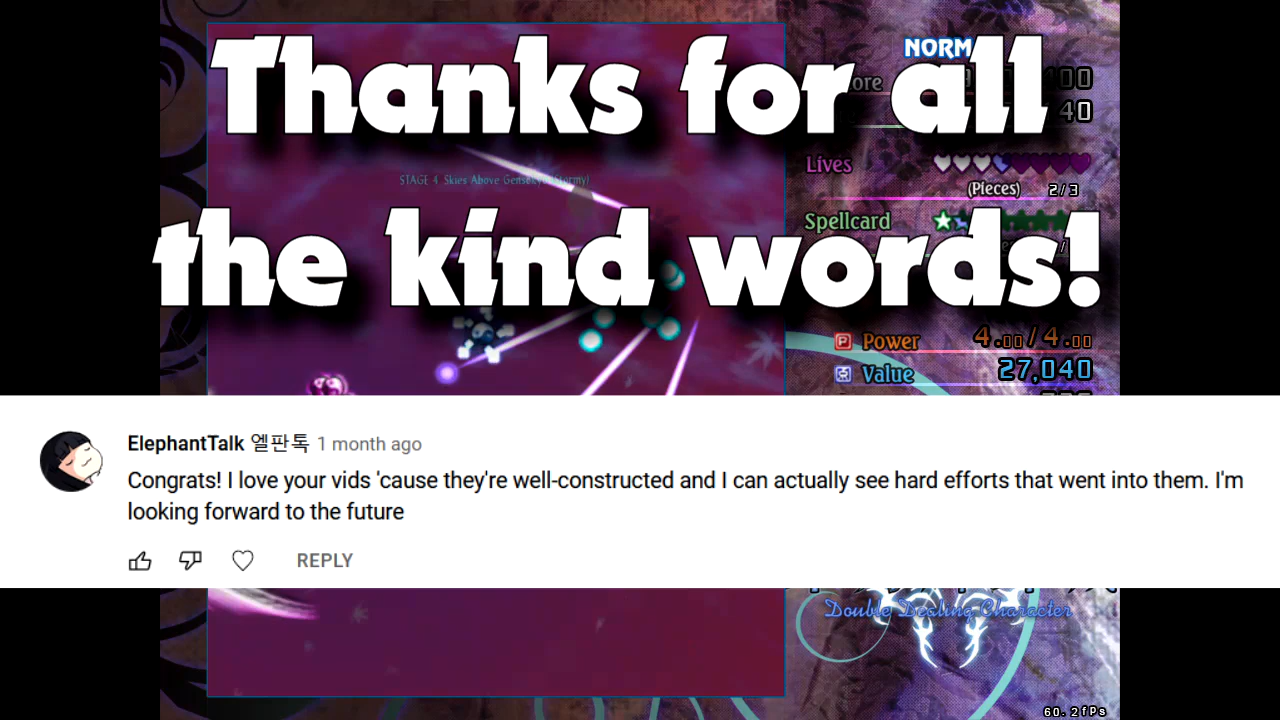 Thanks for all
the kind words!
NORM
ore
00
40
STAGE 4 Skies Above Gensokyo (Stormy)
Lives
(Pieces) 2/3
Spellcard
Power 4.00/4.00
Value 27,040
ElephantTalk 엘판톡 1 month ago
Congrats! I love your vids 'cause they're well-constructed and I can actually see hard efforts that went into them. I'm
looking forward to the future
REPLY
Double Dealing Character
60.2fps